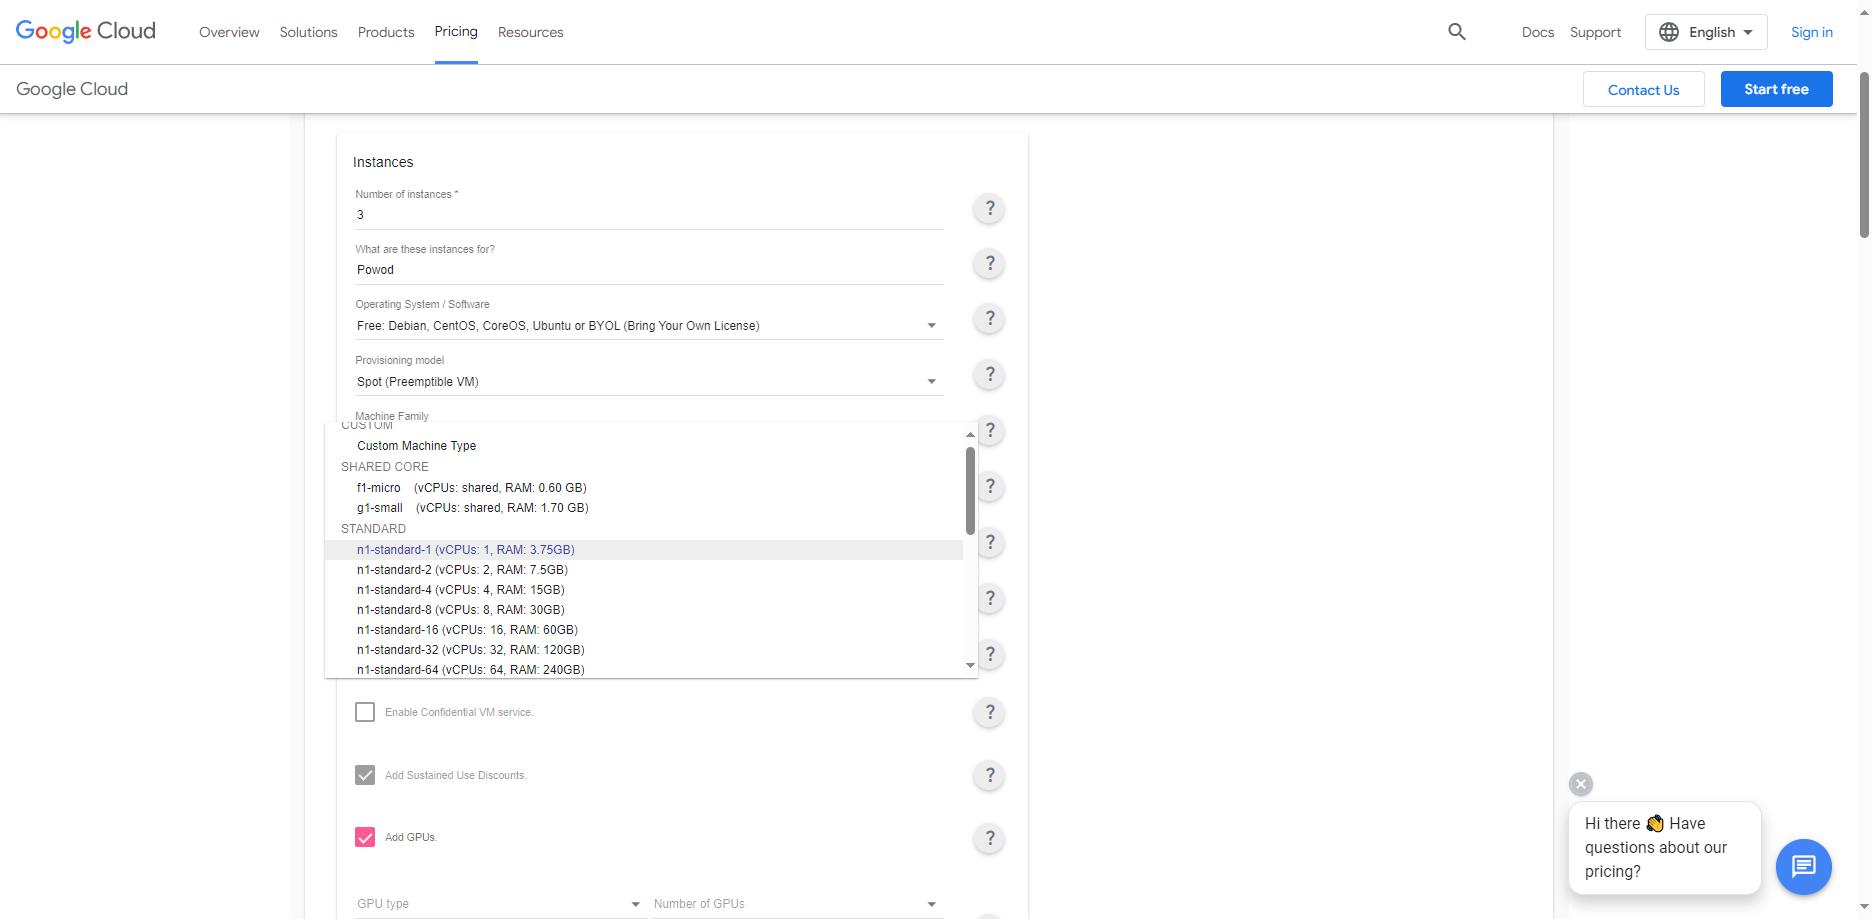 Google Cloud Overview Solutions Products Pricing Resources Docs Support English Sign in
Google Cloud Contact Us Start free
Instances
Number of instances *
3
?
What are these instances for?
Powod
?
Operating System / Software
Free: Debian, CentOS, CoreOS, Ubuntu or BYOL (Bring Your Own License)
?
Provisioning model
Spot (Preemptible VM)
?
Machine Family
?
CUSTOM
Custom Machine Type
SHARED CORE
f1-micro (vCPUs: shared, RAM: 0.60 GB)
?
g1-small (vCPUs: shared, RAM: 1.70 GB)
STANDARD
n1-standard-1 (vCPUs: 1, RAM: 3.75GB)
?
n1-standard-2 (vCPUs: 2, RAM: 7.5GB)
n1-standard-4 (vCPUs: 4, RAM: 15GB)
?
n1-standard-8 (vCPUs: 8, RAM: 30GB)
n1-standard-16 (vCPUs: 16, RAM: 60GB)
n1-standard-32 (vCPUs: 32, RAM: 120GB)
?
n1-standard-64 (vCPUs: 64, RAM: 240GB)
Enable Confidential VM service.
?
Add Sustained Use Discounts.
?
Add GPUs.
?
GPU type Number of GPUs
Hi there 👋 Have
questions about our
pricing?